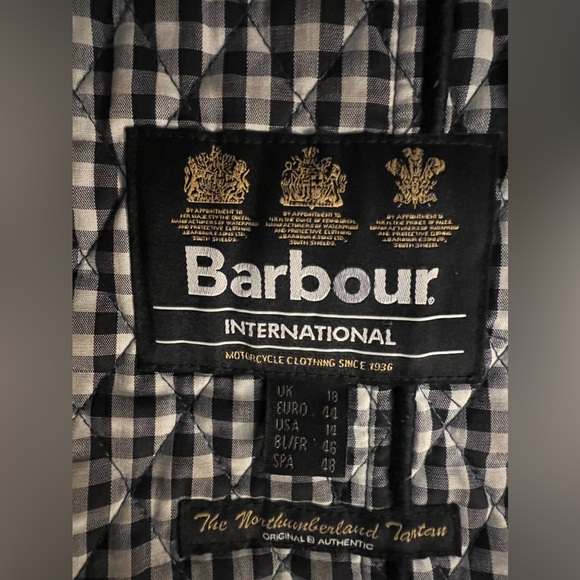 BY APPOINTMENT TO
HER MAJESTY THE QUEEN
MANUFACTURERS OF WATERPROOF
AND PROTECTIVE CLOTHING
J.BARBOUR & SONS LTD.
SOUTH SHIELDS.
BY APPOINTMENT TO
H.R.H. THE DUKE OF EDINBURGH
MANUFACTURERS OF WATERPROOF
AND PROTECTIVE CLOTHING
J.BARBOUR & SONS LTD.
SOUTH SHIELDS.
BY APPOINTMENT TO
H.R.H. THE PRINCE OF WALES
MANUFACTURERS OF WATERPROOF
AND PROTECTIVE CLOTHING
J.BARBOUR & SONS LTD.
SOUTH SHIELDS.
Barbour®
INTERNATIONAL
MOTORCYCLE CLOTHING SINCE 1936
UK 18
EURO. 44
USA 14
BL/FR 46
SPA 48
The Northumberland Tartan
ORIGINAL & AUTHENTIC